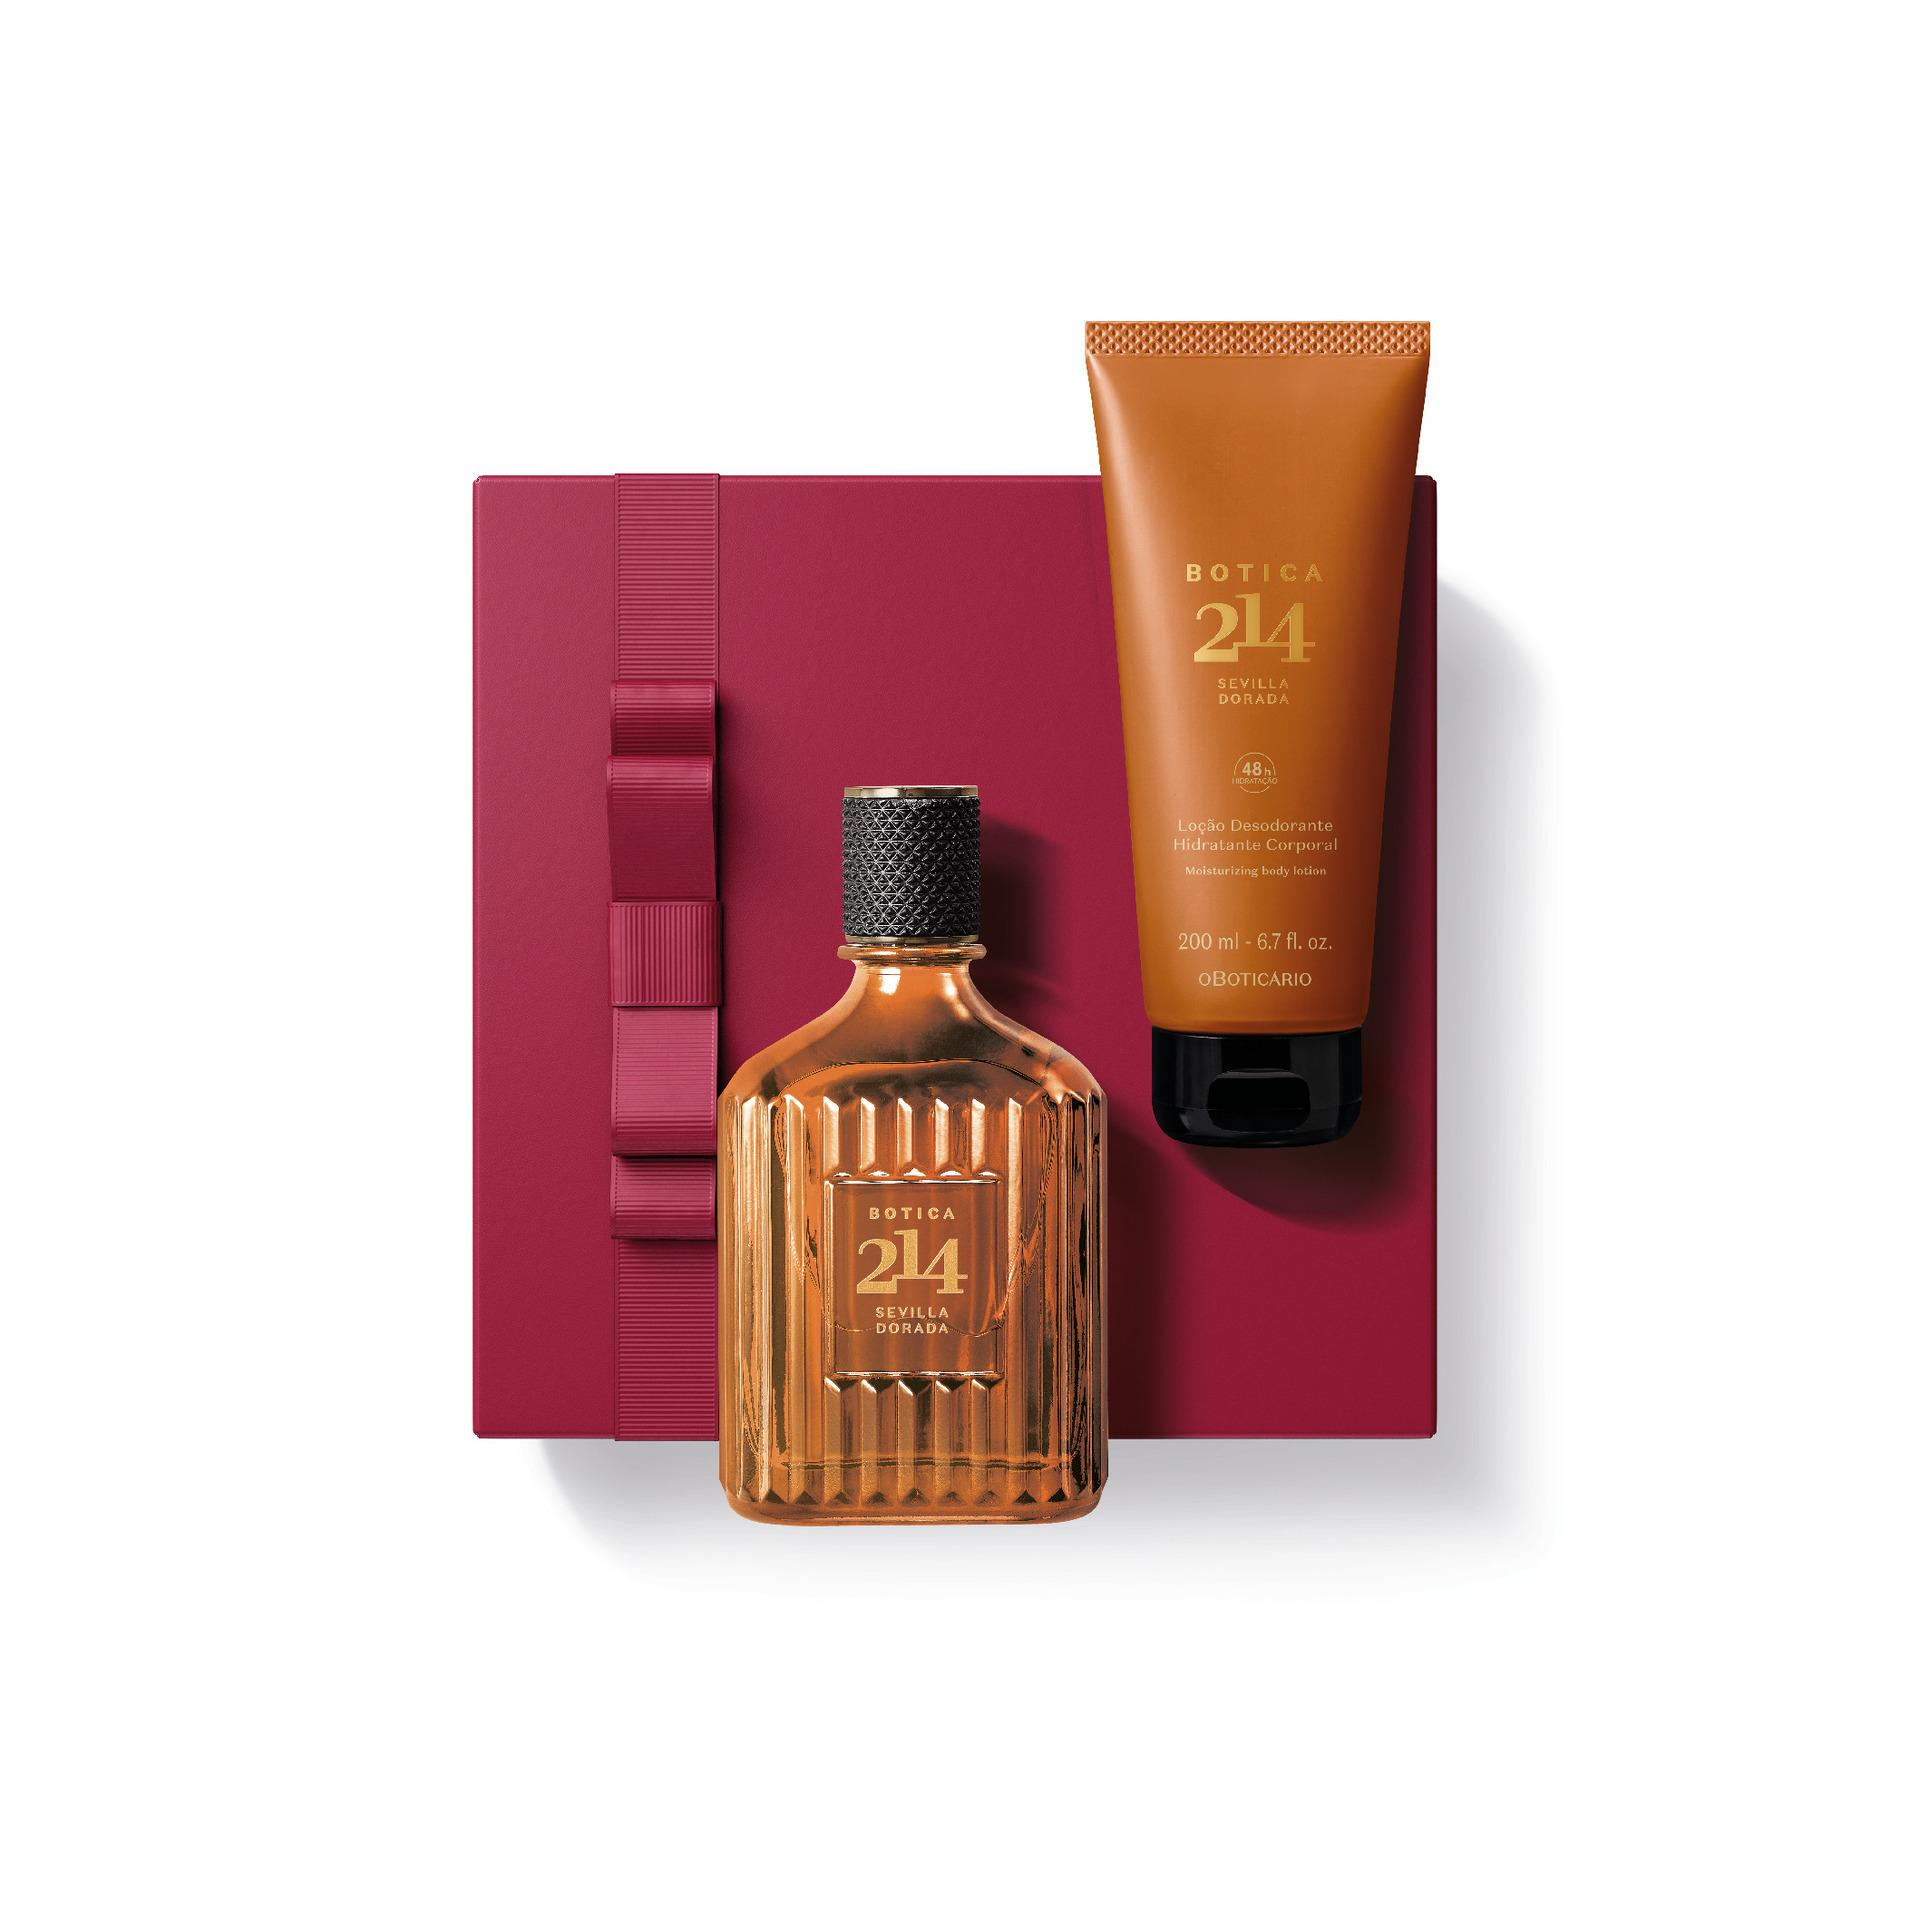 BOTICA
214
SEVILLA
DORADA
48h
HIDRATAÇÃO
Loção Desodorante
Hidratante Corporal
Moisturizing body lotion
200 ml - 6.7 fl. oz.
oBOTICÁRIO
BOTICA
214
SEVILLA
DORADA